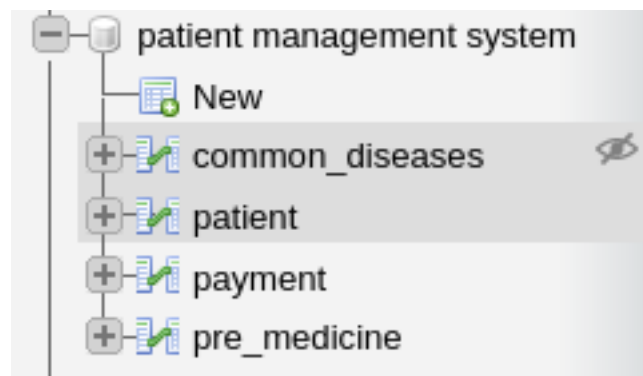 patient management system
New
common_diseases
patient
payment
pre_medicine